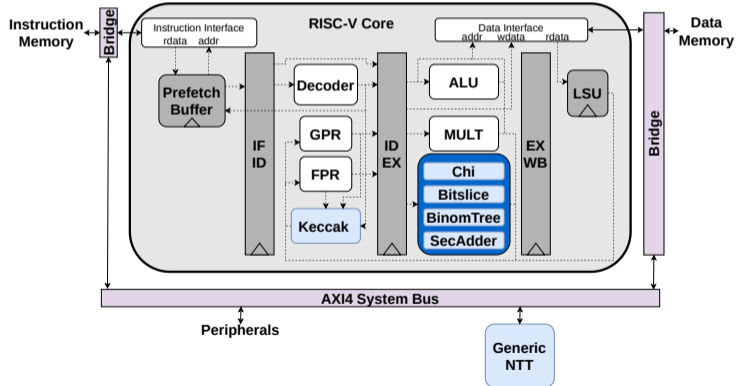 Instruction
Memory
Bridge
Instruction Interface
rdata addr
RISC-V Core
Data Interface
addr wdata rdata
Data
Memory
Bridge
Prefetch
Buffer
IF
ID
Decoder
GPR
FPR
Keccak
ID
EX
ALU
MULT
Chi
Bitslice
BinomTree
SecAdder
EX
WB
LSU
AXI4 System Bus
Peripherals
Generic
NTT